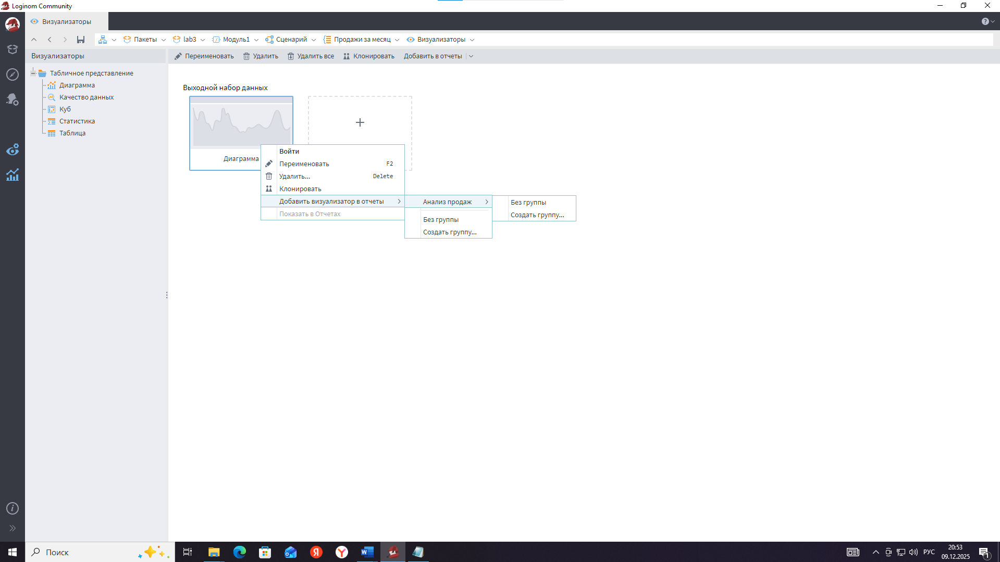 Loginom Community
Визуализаторы
Пакеты
lab3
Модуль1
Сценарий
Продажи за месяц
Визуализаторы
Визуализаторы
Переименовать
Удалить
Удалить все
Клонировать
Добавить в отчеты
Табличное представление
Диаграмма
Качество данных
Куб
Статистика
Таблица
Выходной набор данных
Диаграмма
Войти
Переименовать F2
Удалить... Delete
Клонировать
Добавить визуализатор в отчеты
Показать в Отчетах
Анализ продаж
Без группы
Создать группу...
Без группы
Создать группу...
Поиск
РУС
20:53
09.12.2025
1